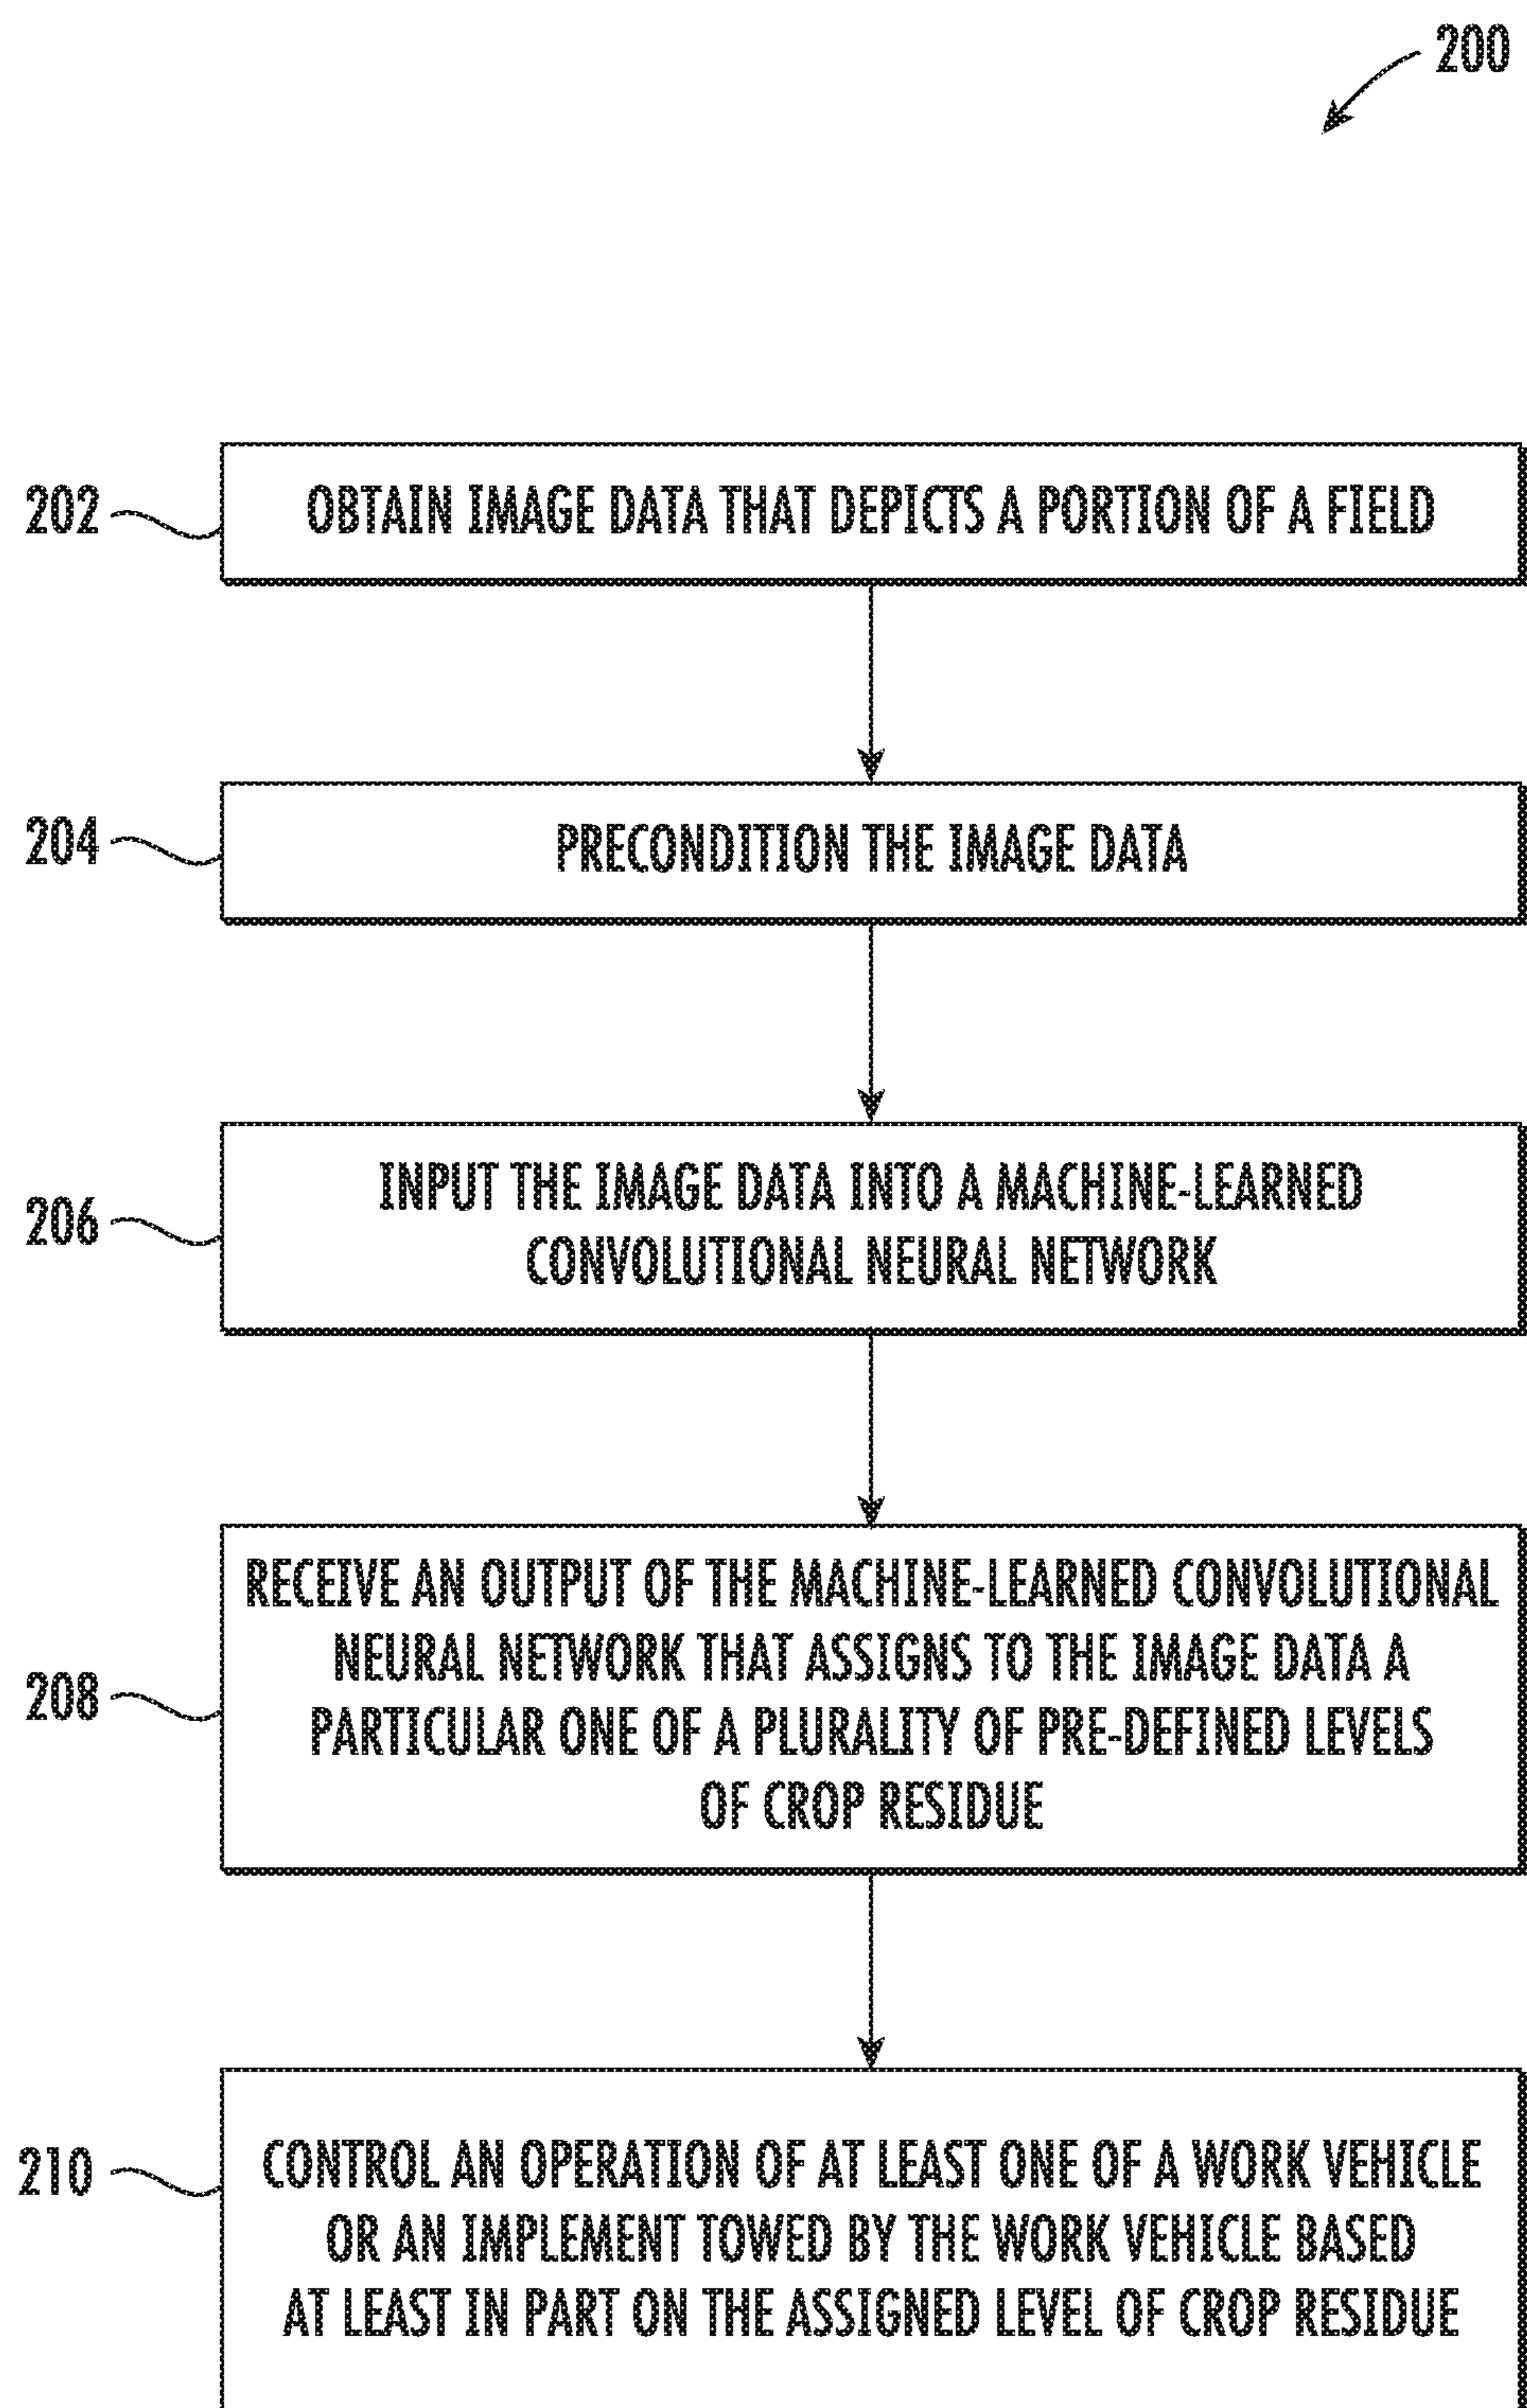 200
202
OBTAIN IMAGE DATA THAT DEPICTS A PORTION OF A FIELD
204
PRECONDITION THE IMAGE DATA
206
INPUT THE IMAGE DATA INTO A MACHINE-LEARNED
CONVOLUTIONAL NEURAL NETWORK
208
RECEIVE AN OUTPUT OF THE MACHINE-LEARNED CONVOLUTIONAL
NEURAL NETWORK THAT ASSIGNS TO THE IMAGE DATA A
PARTICULAR ONE OF A PLURALITY OF PRE-DEFINED LEVELS
OF CROP RESIDUE
210
CONTROL AN OPERATION OF AT LEAST ONE OF A WORK VEHICLE
OR AN IMPLEMENT TOWED BY THE WORK VEHICLE BASED
AT LEAST IN PART ON THE ASSIGNED LEVEL OF CROP RESIDUE